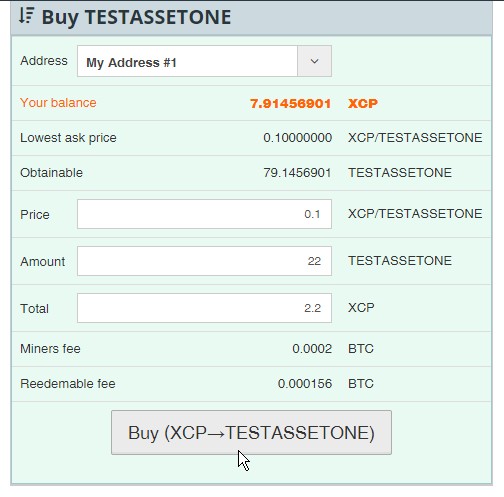 Buy TESTASSETONE
Address My Address #1
Your balance 7.91456901 XCP
Lowest ask price 0.10000000 XCP/TESTASSETONE
Obtainable 79.1456901 TESTASSETONE
Price 0.1 XCP/TESTASSETONE
Amount 22 TESTASSETONE
Total 2.2 XCP
Miners fee 0.0002 BTC
Reedemable fee 0.000156 BTC
Buy (XCP→TESTASSETONE)